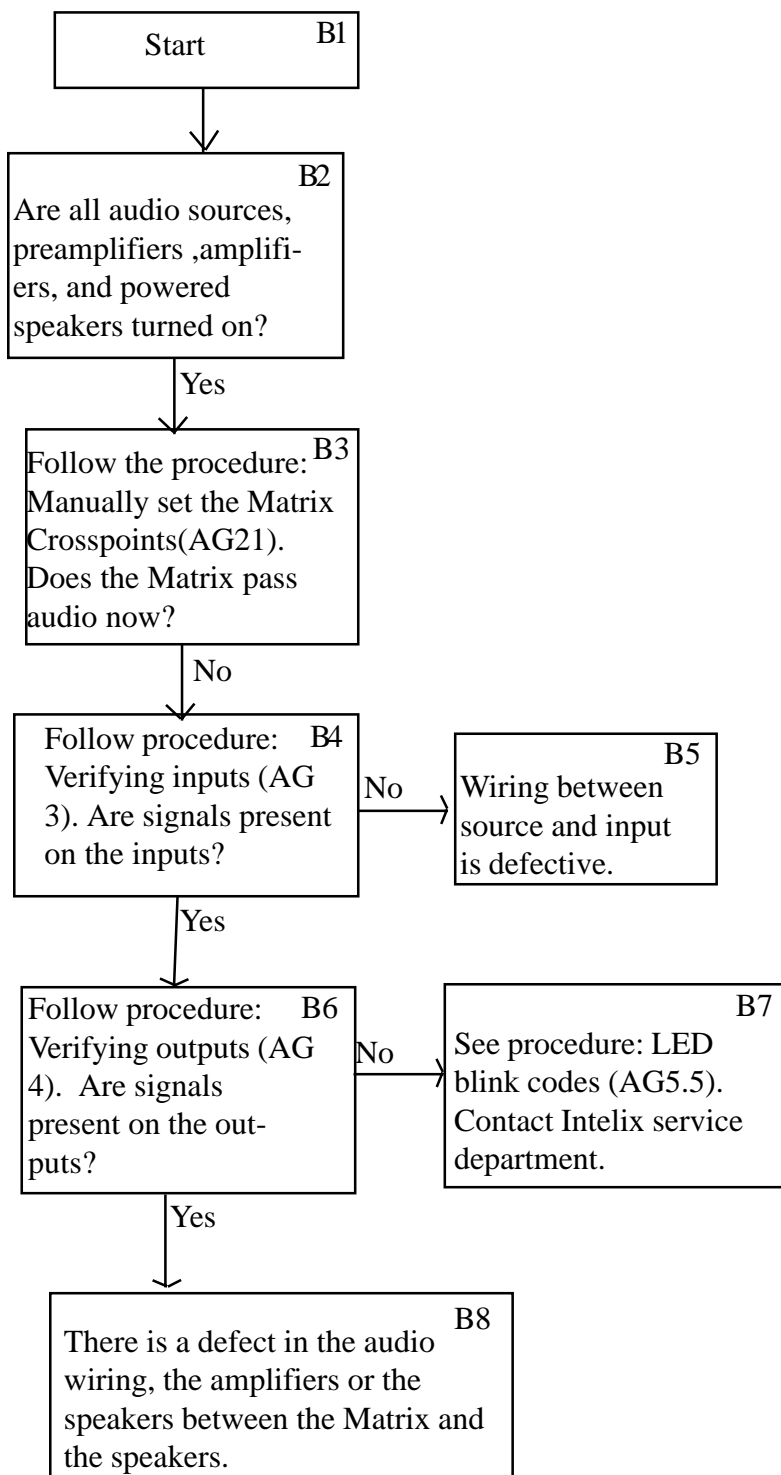 Start B1
B2
Are all audio sources,
preamplifiers ,amplifi-
ers, and powered
speakers turned on?
Yes
Follow the procedure: B3
Manually set the Matrix
Crosspoints(AG21).
Does the Matrix pass
audio now?
No
Follow procedure: B4
Verifying inputs (AG
3). Are signals present
on the inputs?
No
B5
Wiring between
source and input
is defective.
Yes
Follow procedure: B6
Verifying outputs (AG
4). Are signals
present on the out-
puts?
No
B7
See procedure: LED
blink codes (AG5.5).
Contact Intelix service
department.
Yes
B8
There is a defect in the audio
wiring, the amplifiers or the
speakers between the Matrix and
the speakers.